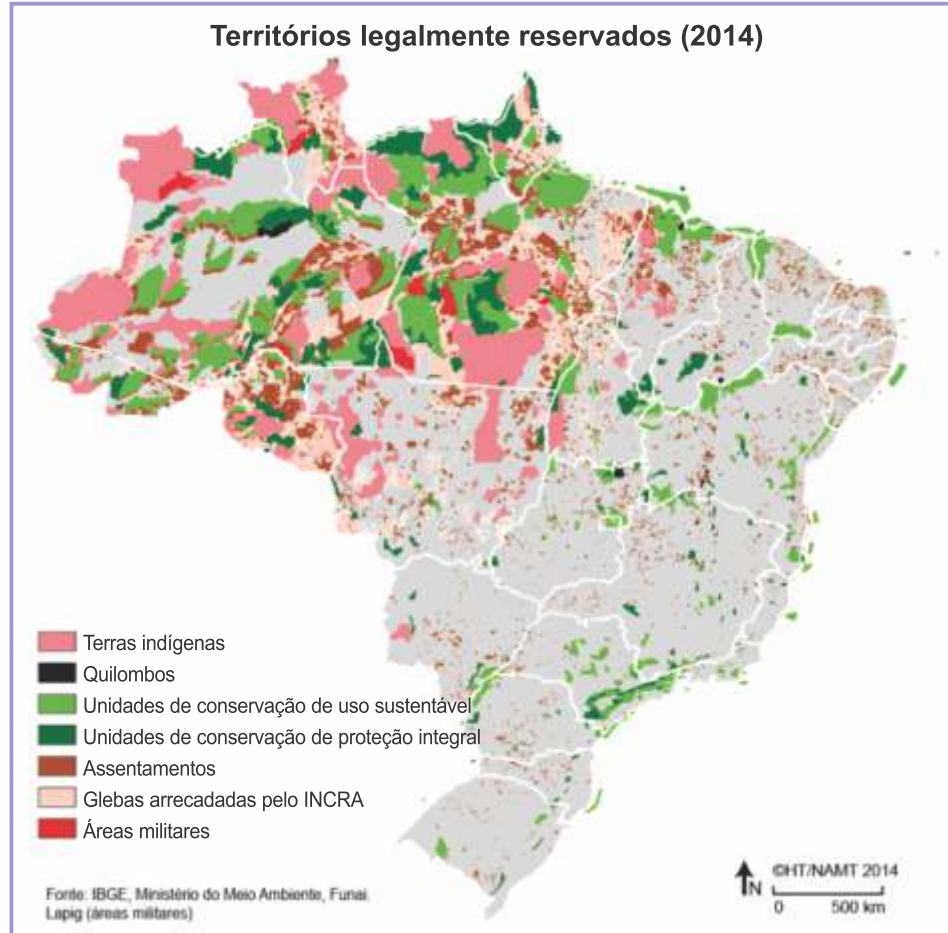 Territórios legalmente reservados (2014)
Terras indígenas
Quilombos
Unidades de conservação de uso sustentável
Unidades de conservação de proteção integral
Assentamentos
Glebas arrecadadas pelo INCRA
Áreas militares
Fonte: IBGE, Ministério do Meio Ambiente, Funai.
Lapig (áreas militares)
©HT/NAMT 2014
N
0 500 km